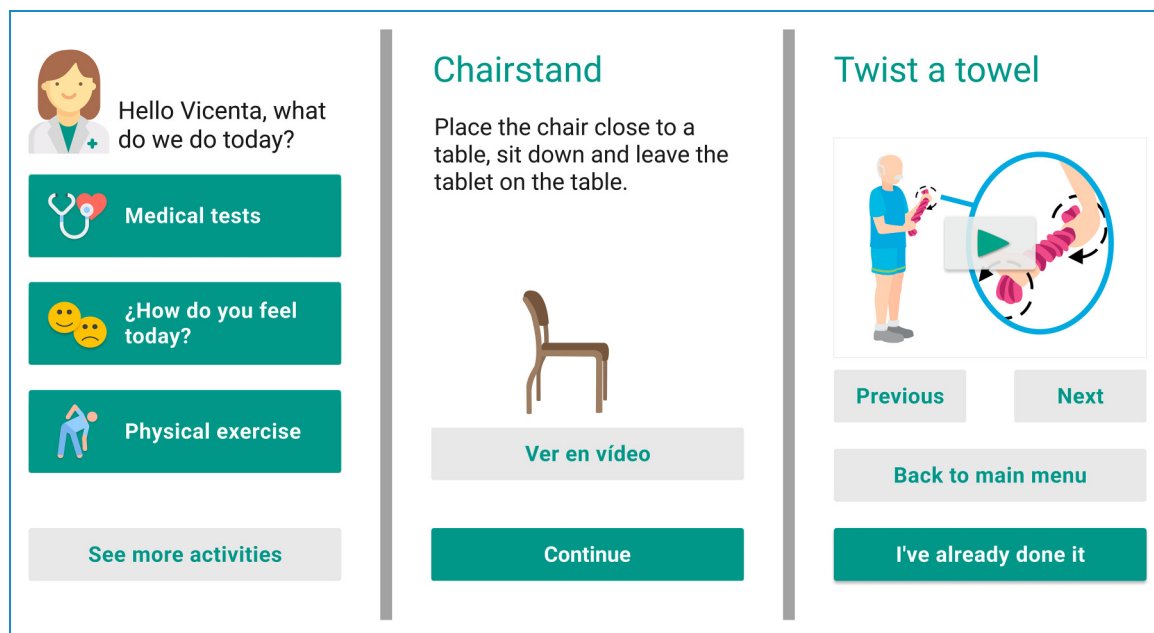 Hello Vicenta, what
do we do today?
Medical tests
¿How do you feel
today?
Physical exercise
See more activities
Chairstand
Place the chair close to a
table, sit down and leave the
tablet on the table.
Ver en vídeo
Continue
Twist a towel
Previous
Next
Back to main menu
I've already done it